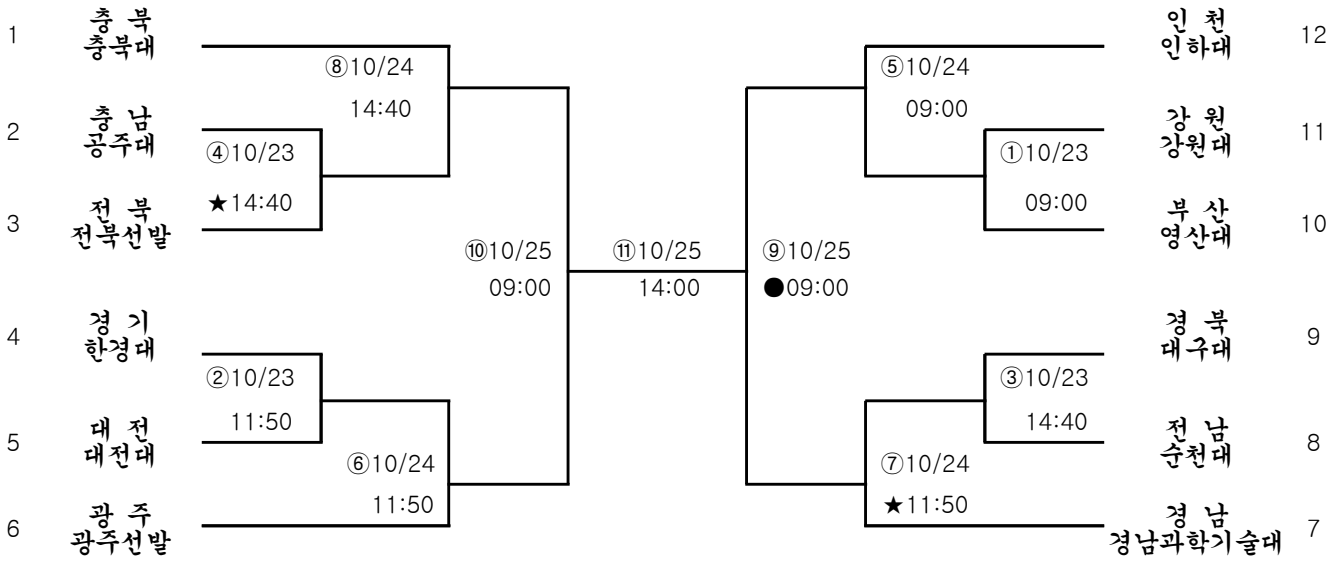 1
충 북
충북대
⑧10/24
14:40
2
충 남
공주대
④10/23
★14:40
3
전 북
전북선발
⑩10/25
09:00
4
경 기
한경대
②10/23
11:50
5
대 전
대전대
⑥10/24
11:50
6
광 주
광주선발
⑪10/25
14:00
인 천
인하대
12
⑤10/24
09:00
강 원
강원대
11
①10/23
09:00
부 산
영산대
10
⑨10/25
●09:00
경 북
대구대
9
③10/23
14:40
전 남
순천대
8
⑦10/24
★11:50
경 남
경남과학기술대
7